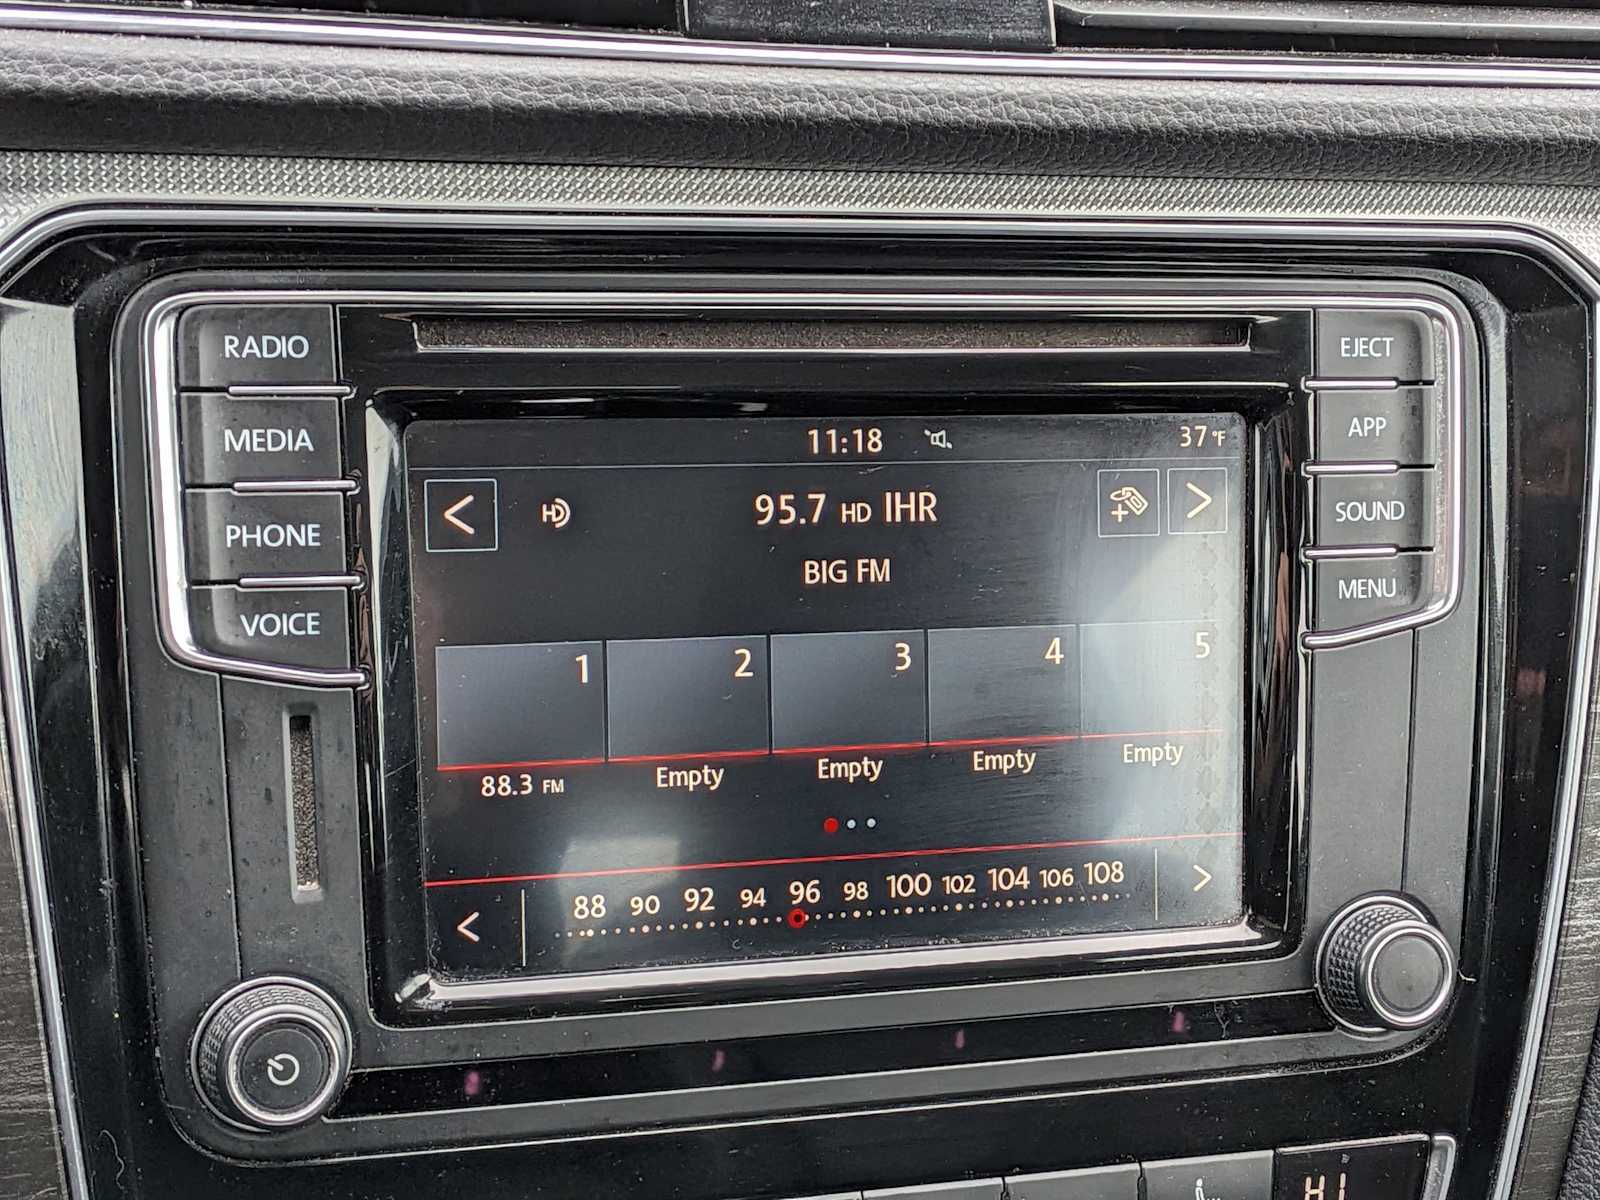 RADIO
MEDIA
PHONE
VOICE
EJECT
APP
SOUND
MENU
11:18 37°F
< HD 95.7 HD IHR >
BIG FM
1 2 3 4 5
88.3 FM Empty Empty Empty Empty
< 88 90 92 94 96 98 100 102 104 106 108 >
HI